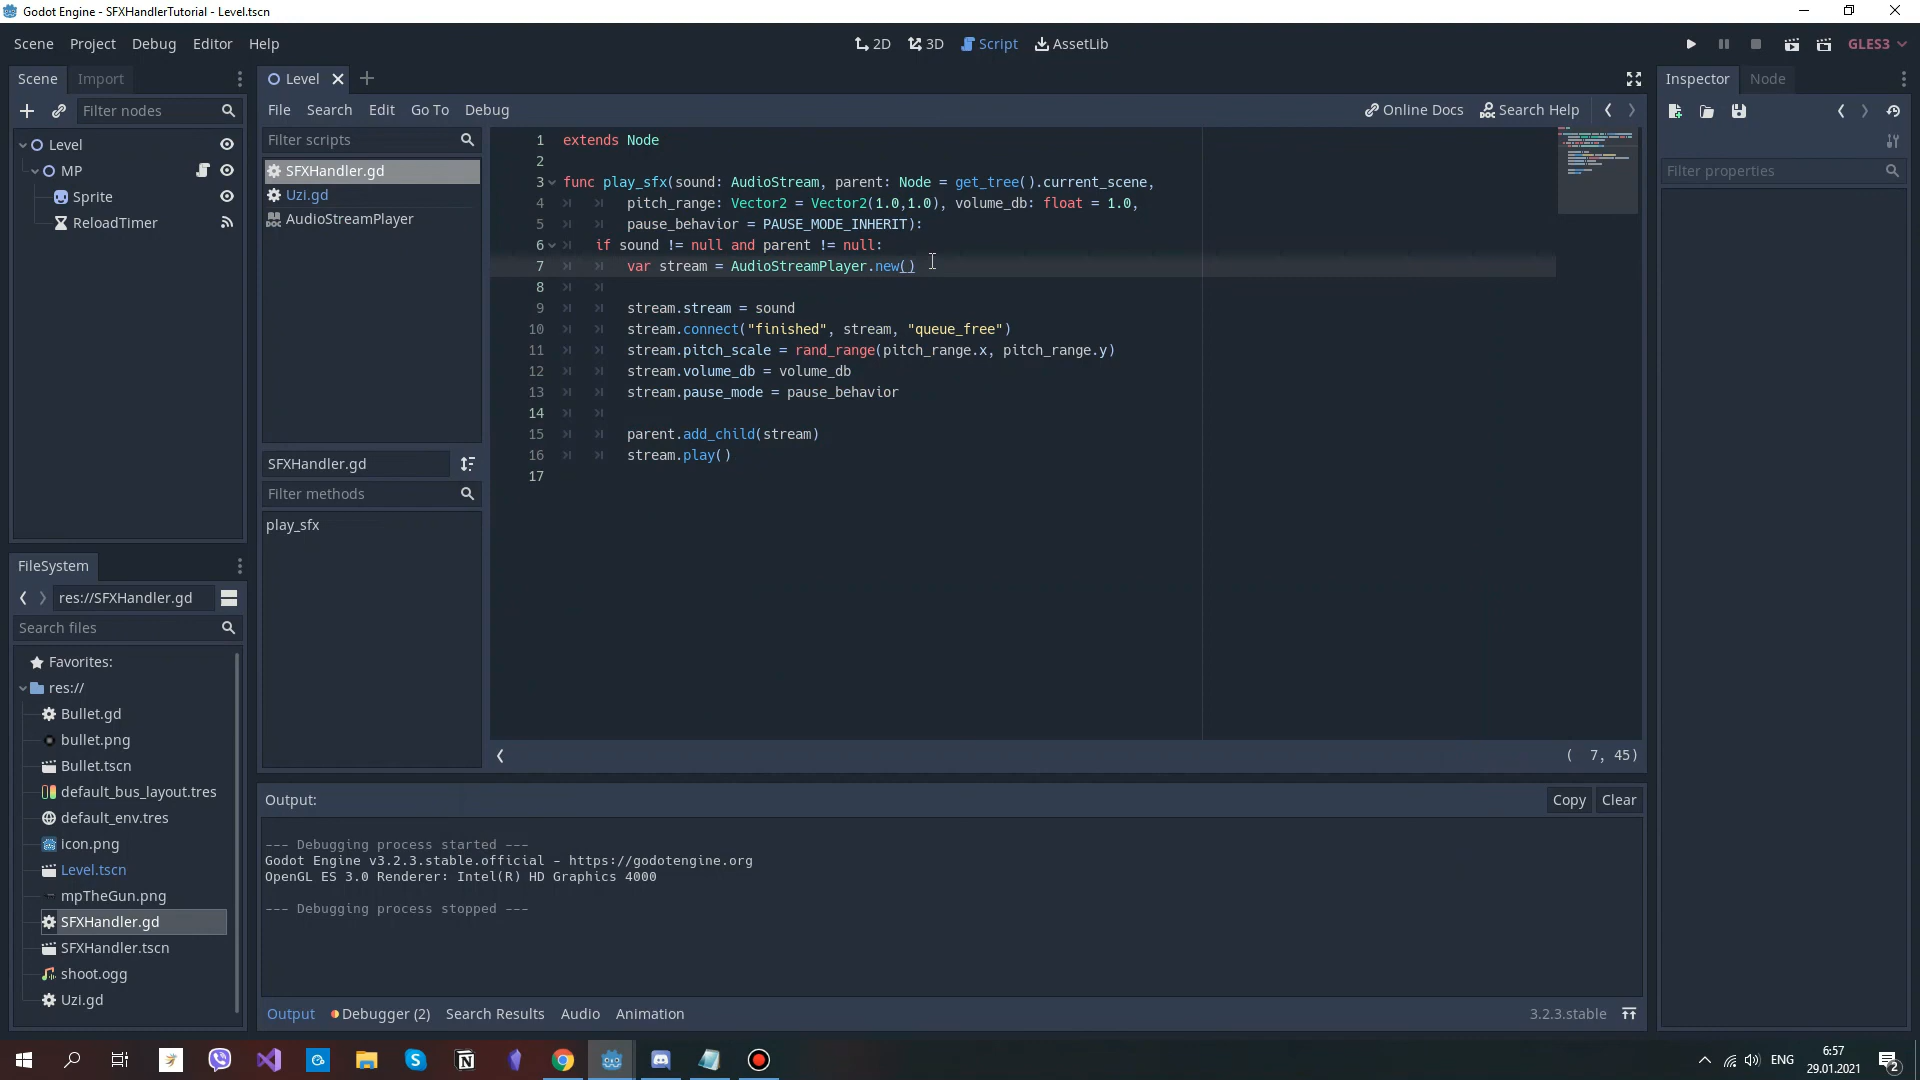 Godot Engine - SFXHandlerTutorial - Level.tscn
Scene Project Debug Editor Help
2D 3D Script AssetLib
GLES3
Scene Import
Filter nodes
Level
MP
Sprite
ReloadTimer
Level
File Search Edit Go To Debug
Online Docs Search Help
Filter scripts
SFXHandler.gd
Uzi.gd
AudioStreamPlayer
SFXHandler.gd
Filter methods
play_sfx
1 extends Node
2
3 func play_sfx(sound: AudioStream, parent: Node = get_tree().current_scene,
4 pitch_range: Vector2 = Vector2(1.0,1.0), volume_db: float = 1.0,
5 pause_behavior = PAUSE_MODE_INHERIT):
6 if sound != null and parent != null:
7 var stream = AudioStreamPlayer.new()
8
9 stream.stream = sound
10 stream.connect("finished", stream, "queue_free")
11 stream.pitch_scale = rand_range(pitch_range.x, pitch_range.y)
12 stream.volume_db = volume_db
13 stream.pause_mode = pause_behavior
14
15 parent.add_child(stream)
16 stream.play()
17
( 7, 45)
Inspector Node
Filter properties
FileSystem
res://SFXHandler.gd
Search files
Favorites:
res://
Bullet.gd
bullet.png
Bullet.tscn
default_bus_layout.tres
default_env.tres
icon.png
Level.tscn
mpTheGun.png
SFXHandler.gd
SFXHandler.tscn
shoot.ogg
Uzi.gd
Output:
Copy Clear
--- Debugging process started ---
Godot Engine v3.2.3.stable.official - https://godotengine.org
OpenGL ES 3.0 Renderer: Intel(R) HD Graphics 4000
--- Debugging process stopped ---
Output Debugger (2) Search Results Audio Animation
3.2.3.stable
ENG
6:57
29.01.2021
2